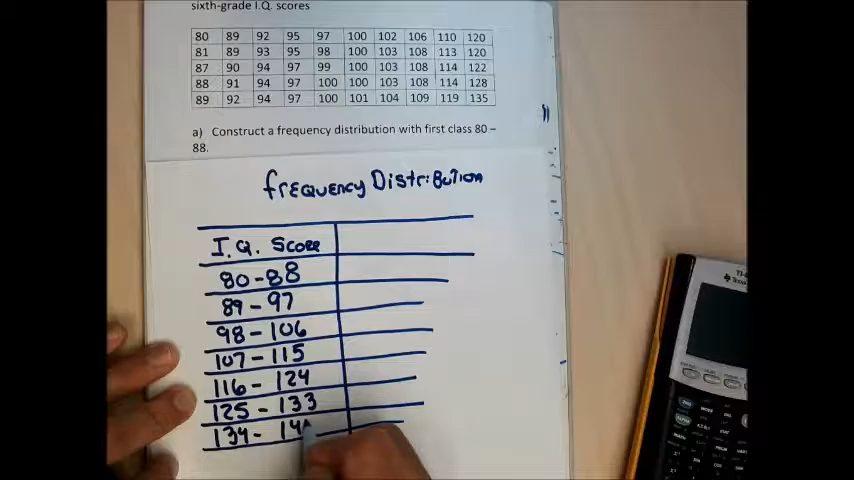 sixth-grade I.Q. scores
80 89 92 95 97 100 102 106 110 120
81 89 93 95 98 100 103 108 113 120
87 90 94 97 99 100 103 108 114 122
88 91 94 97 100 100 103 108 114 128
89 92 94 97 100 101 104 109 119 135
a) Construct a frequency distribution with first class 80 –
88.
frequency Distribution
I.Q. Score
80-88
89-97
98-106
107-115
116-124
125-133
134-